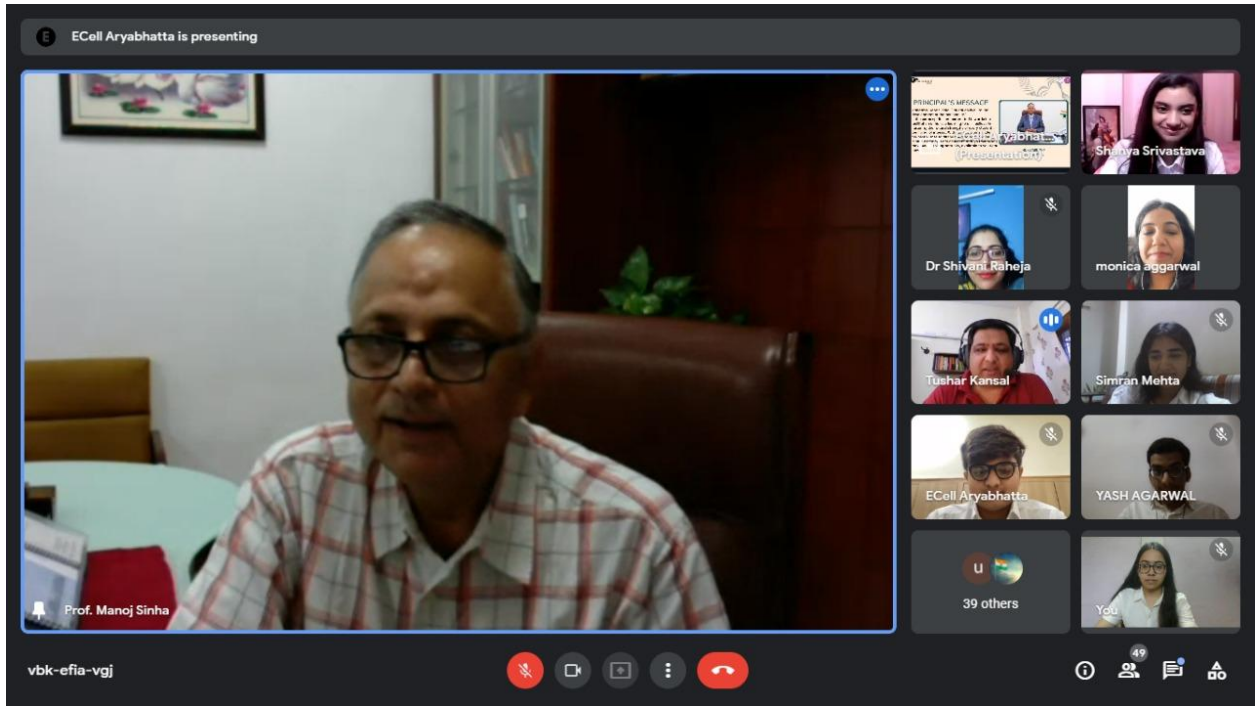 E
ECell Aryabhatta is presenting
PRINCIPAL'S MESSAGE
(Presentation)
Shanya Srivastava
Dr Shivani Raheja
monica aggarwal
Tushar Kansal
Simran Mehta
ECell Aryabhatta
YASH AGARWAL
u
39 others
You
Prof. Manoj Sinha
vbk-efia-vgj
49